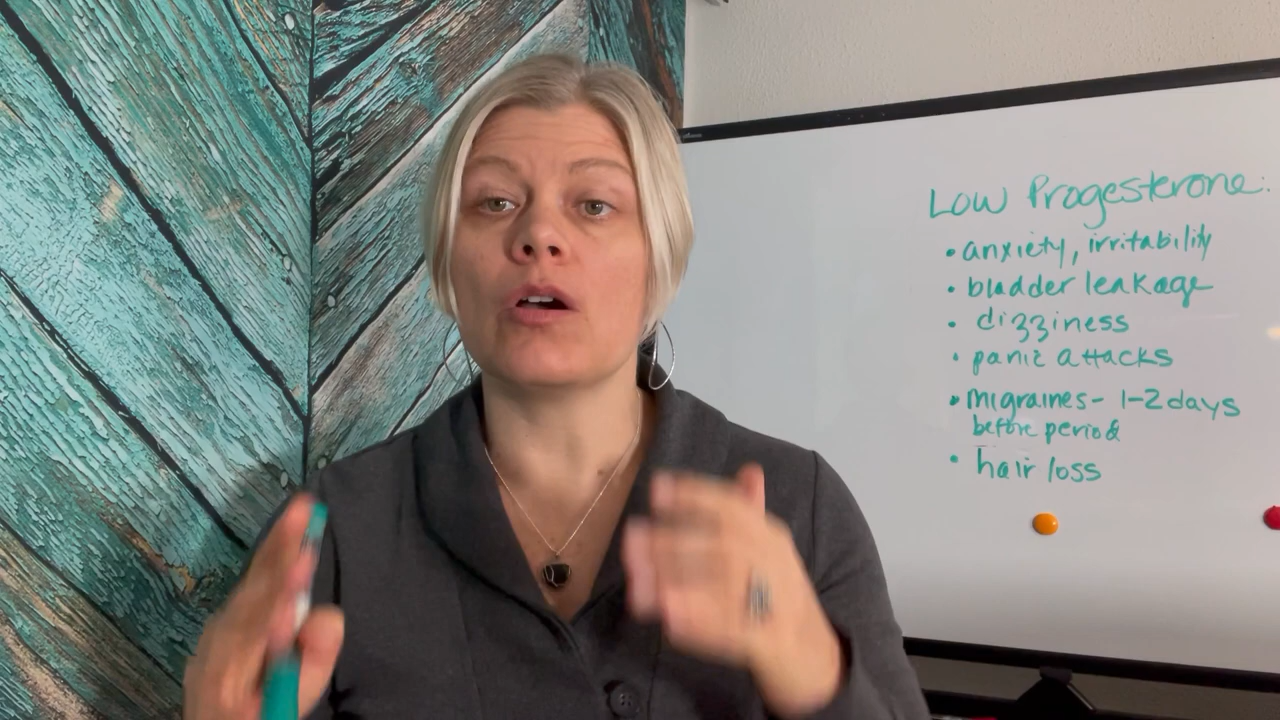 Low Progesterone:
• anxiety, irritability
• bladder leakage
• dizziness
• panic attacks
• migraines - 1-2 days
before period
• hair loss